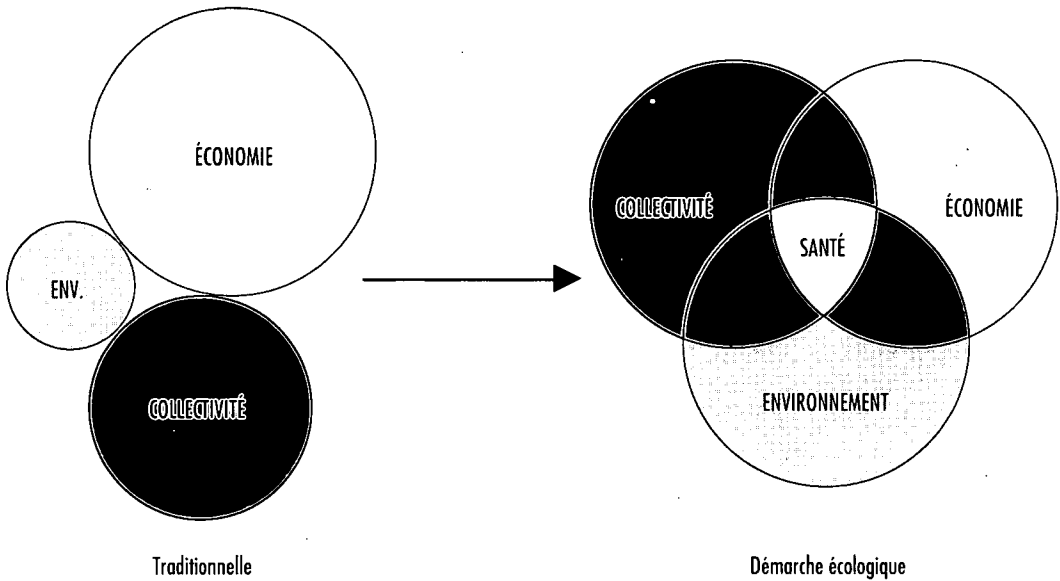 ÉCONOMIE
ENV.
COLLECTIVITÉ
Traditionnelle
COLLECTIVITÉ
ÉCONOMIE
SANTÉ
ENVIRONNEMENT
Démarche écologique